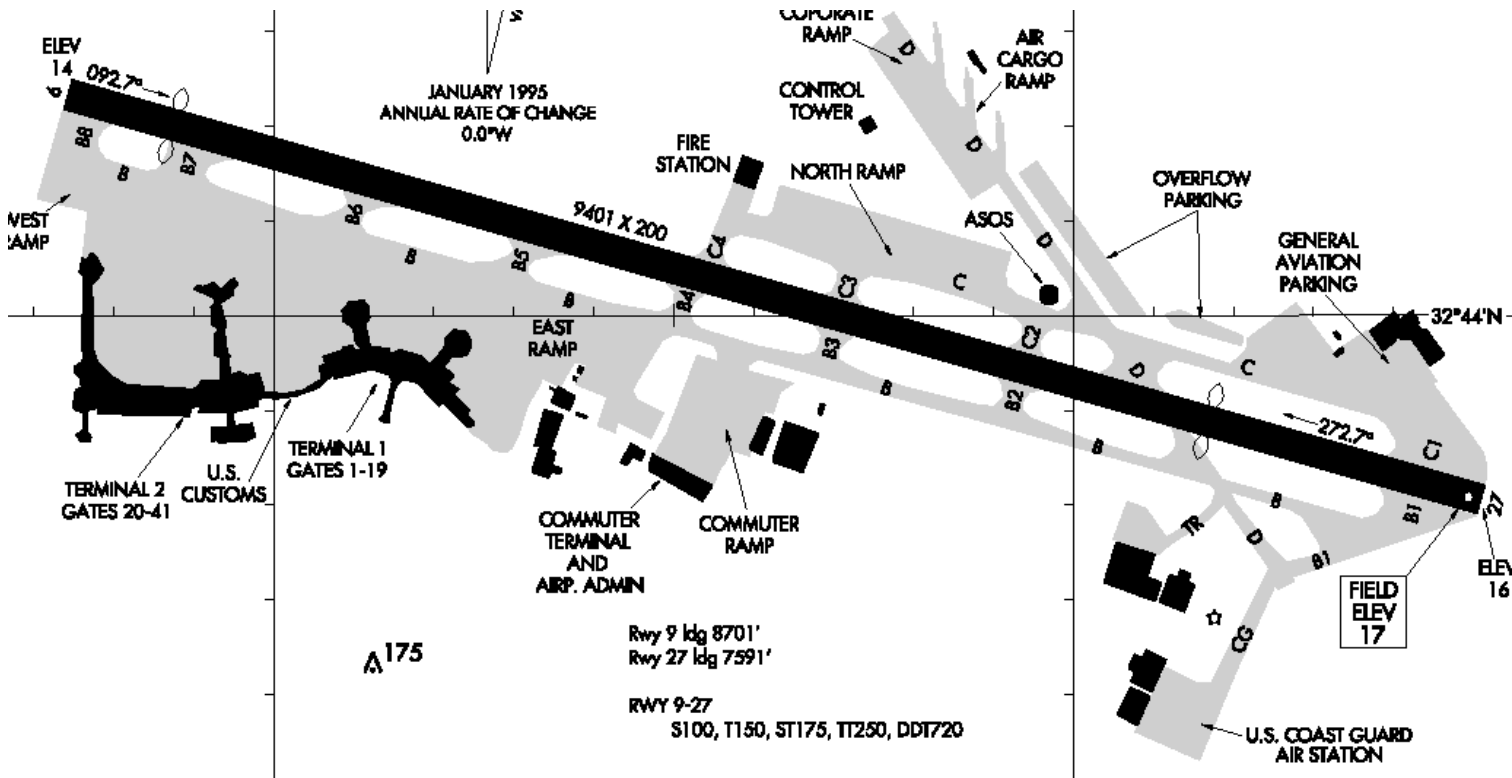 COPORATE
RAMP
D
AIR
CARGO
RAMP
ELEV
14
092.7°
9
JANUARY 1995
ANNUAL RATE OF CHANGE
0.0°W
CONTROL
TOWER
D
FIRE
STATION
NORTH RAMP
OVERFLOW
PARKING
B8
B
B7
B6
B
B5
B
B4
9401 X 200
C4
C3
C
ASOS
D
C2
GENERAL
AVIATION
PARKING
WEST
RAMP
32°44'N
EAST
RAMP
B3
B
B2
D
C
B
272.7°
C1
B
B1
27
TERMINAL 2
GATES 20-41
U.S.
CUSTOMS
TERMINAL 1
GATES 1-19
COMMUTER
TERMINAL
AND
AIRP. ADMIN
COMMUTER
RAMP
TR
D
B1
ELEV
16
FIELD
ELEV
17
CG
175
Rwy 9 ldg 8701'
Rwy 27 ldg 7591'
RWY 9-27
S100, T150, ST175, TT250, DDT720
U.S. COAST GUARD
AIR STATION